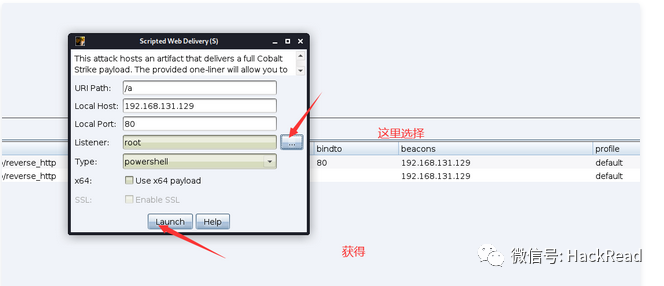 Scripted Web Delivery (S)
This attack hosts an artifact that delivers a full Cobalt
Strike payload. The provided one-liner will allow you to
URI Path: /a
Local Host: 192.168.131.129
Local Port: 80
Listener: root ...
Type: powershell
x64: Use x64 payload
SSL: Enable SSL
Launch Help
这里选择
bindto beacons profile
/reverse_http 80 192.168.131.129 default
/reverse_http 192.168.131.129 default
获得
微信号: HackRead